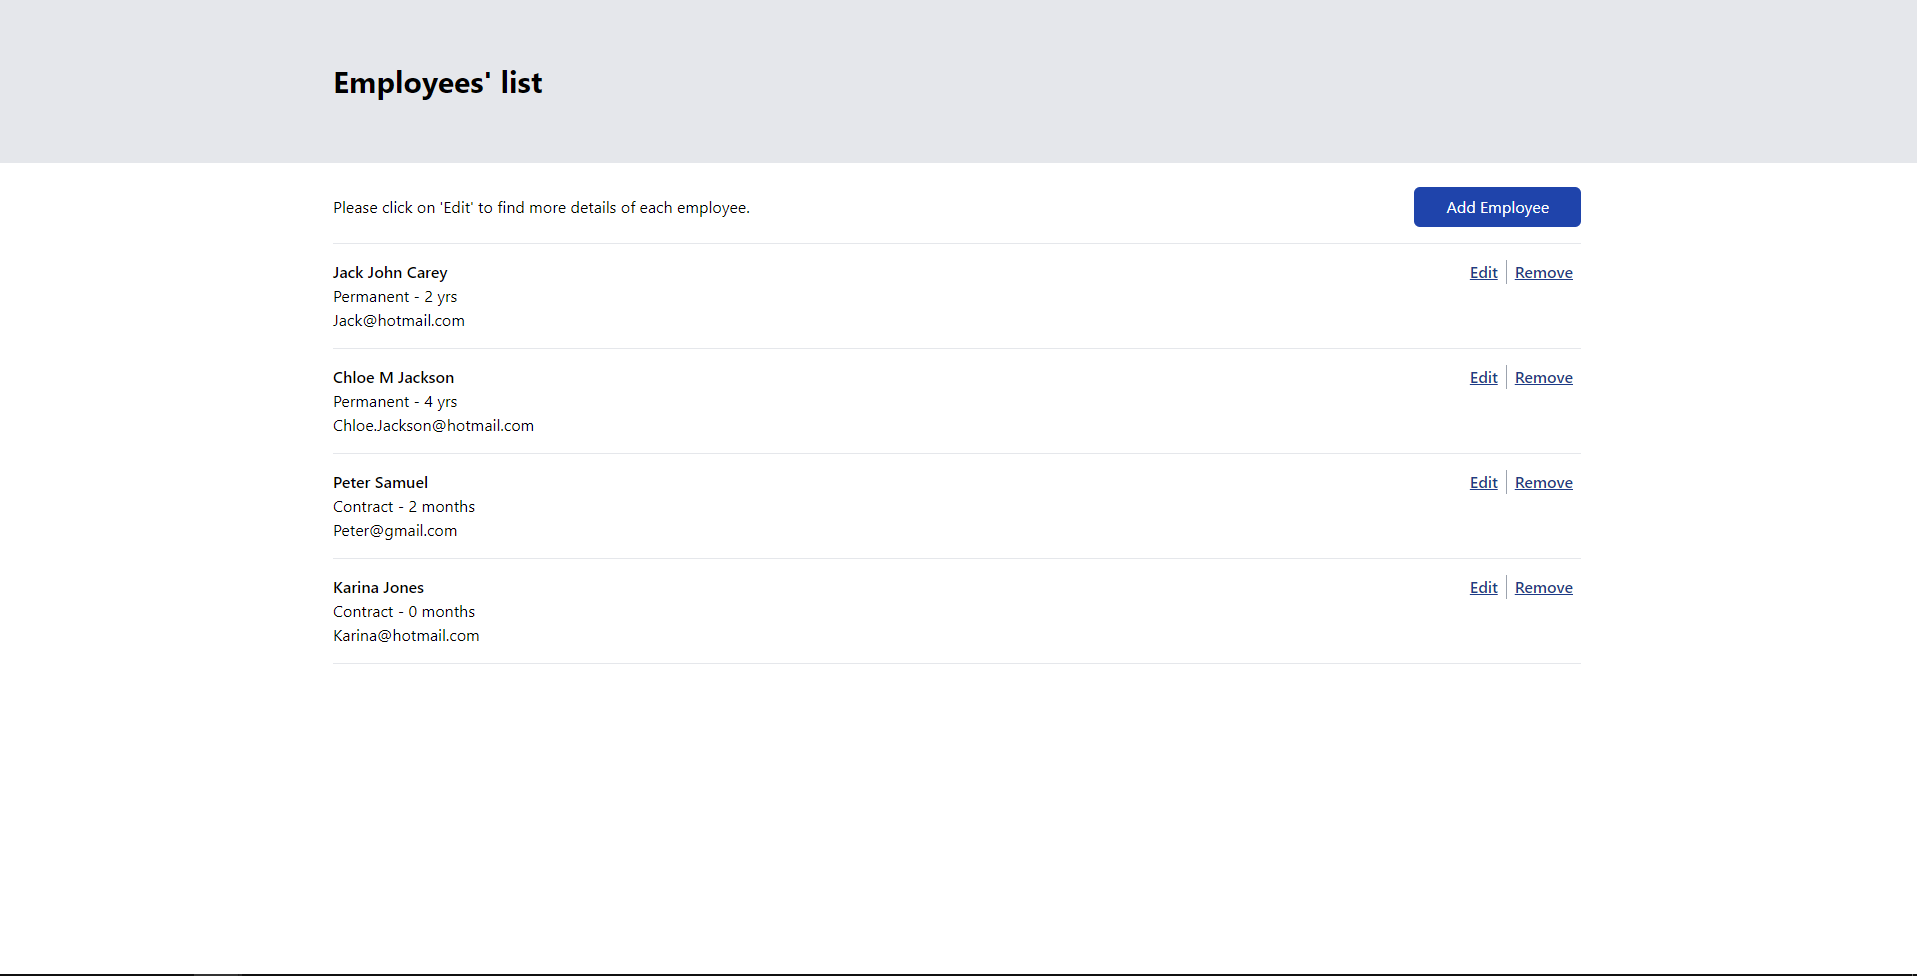 Employees' list
Please click on 'Edit' to find more details of each employee.
Add Employee
Jack John Carey
Edit
Remove
Permanent - 2 yrs
Jack@hotmail.com
Chloe M Jackson
Edit
Remove
Permanent - 4 yrs
Chloe.Jackson@hotmail.com
Peter Samuel
Edit
Remove
Contract - 2 months
Peter@gmail.com
Karina Jones
Edit
Remove
Contract - 0 months
Karina@hotmail.com